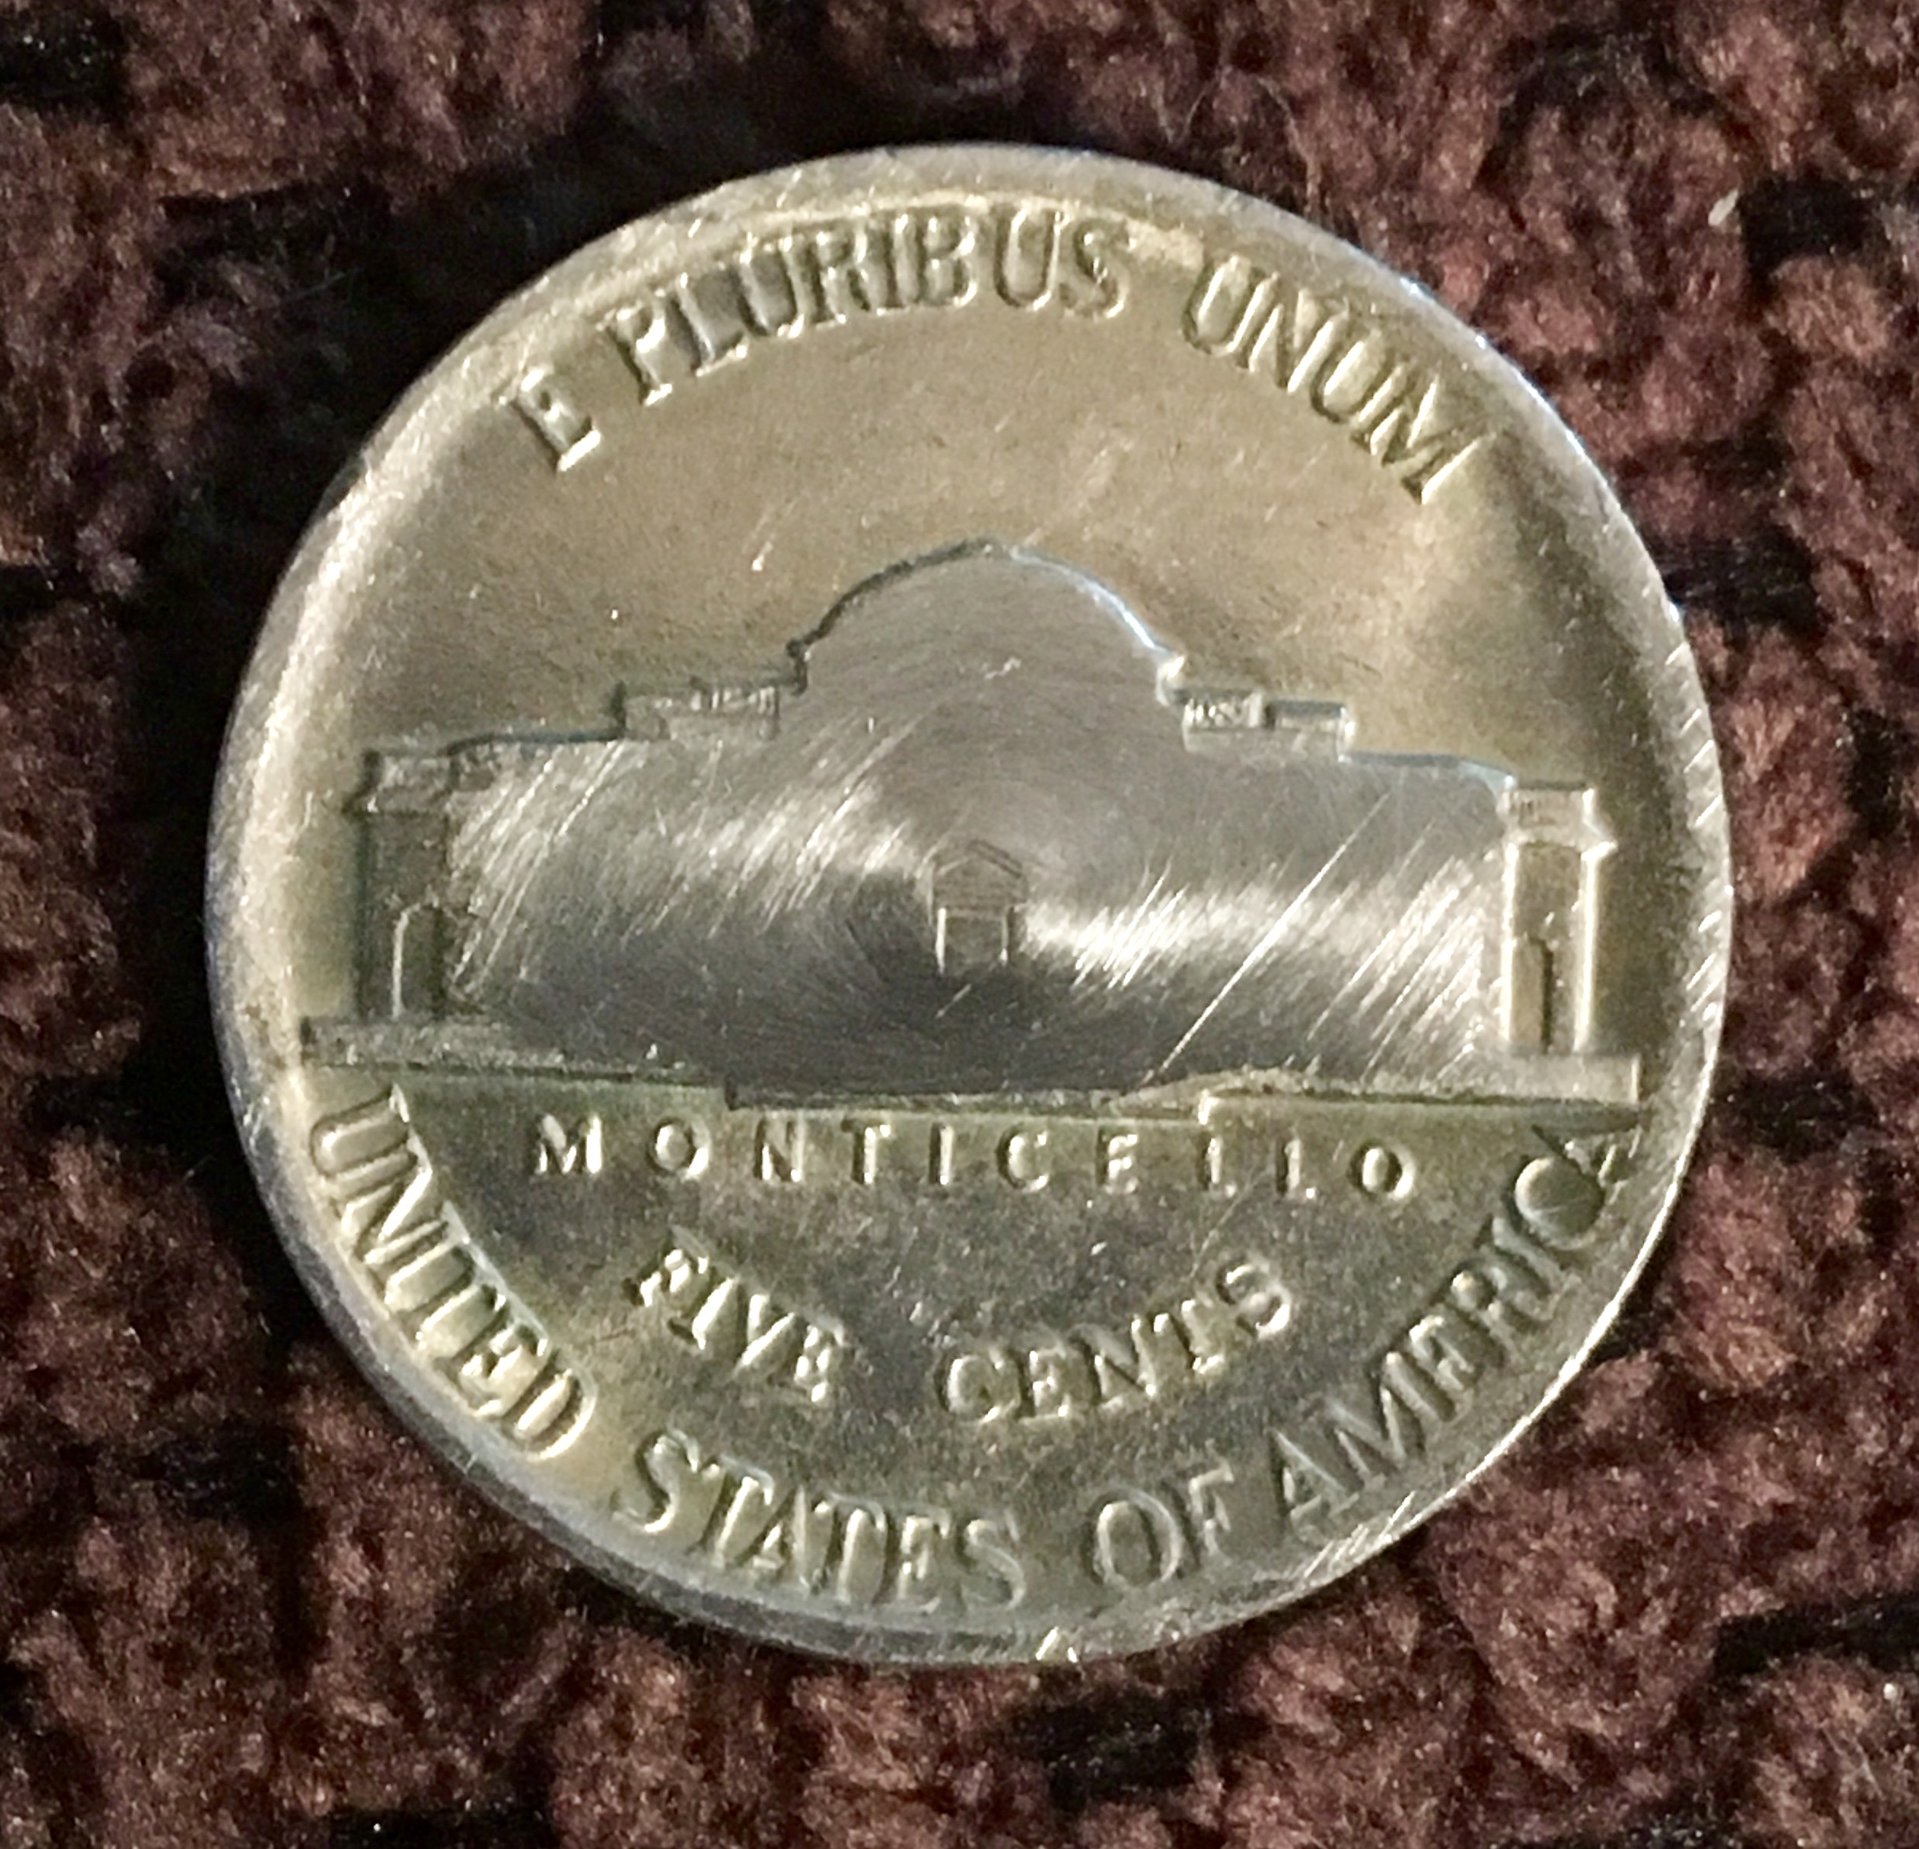 E PLURIBUS UNUM
MONTICELLO
FIVE CENTS
UNITED STATES OF AMERICA